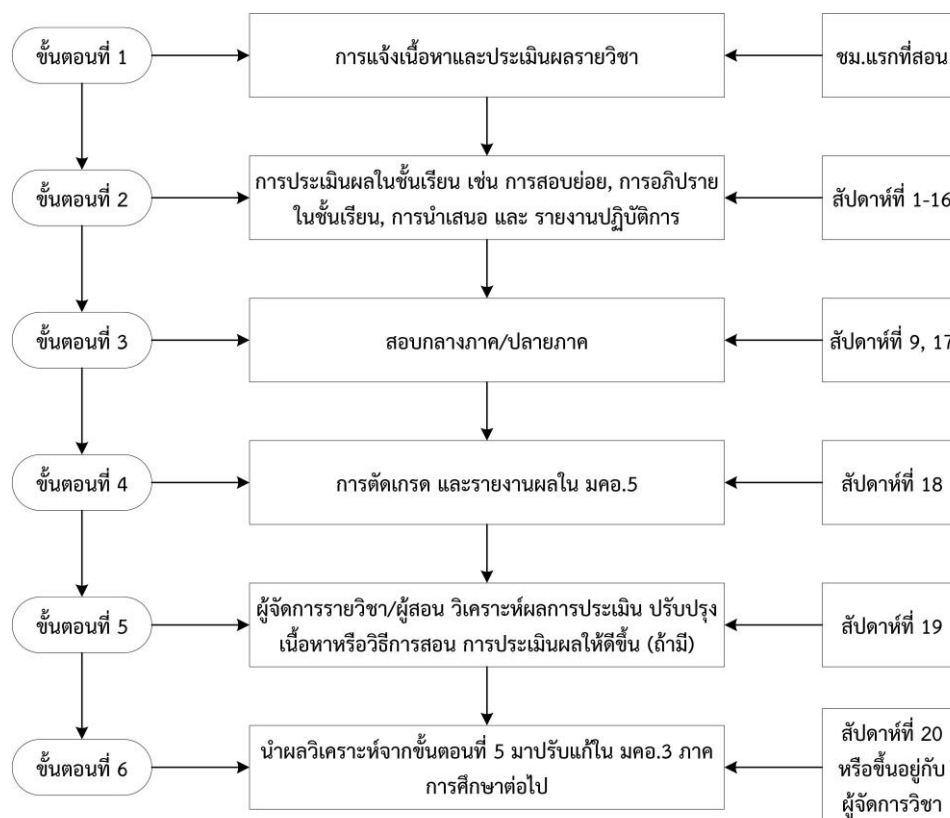 ขั้นตอนที่ 1
การแจ้งเนื้อหาและประเมินผลรายวิชา
ชม.แรกที่สอน
ขั้นตอนที่ 2
การประเมินผลในชั้นเรียน เช่น การสอบย่อย, การอภิปราย
ในชั้นเรียน, การนำเสนอ และ รายงานปฏิบัติการ
สัปดาห์ที่ 1-16
ขั้นตอนที่ 3
สอบกลางภาค/ปลายภาค
สัปดาห์ที่ 9, 17
ขั้นตอนที่ 4
การตัดเกรด และรายงานผลใน มคอ.5
สัปดาห์ที่ 18
ขั้นตอนที่ 5
ผู้จัดการรายวิชา/ผู้สอน วิเคราะห์ผลการประเมิน ปรับปรุง
เนื้อหาหรือวิธีการสอน การประเมินผลให้ดีขึ้น (ถ้ามี)
สัปดาห์ที่ 19
ขั้นตอนที่ 6
นำผลวิเคราะห์จากขั้นตอนที่ 5 มาปรับแก้ใน มคอ.3 ภาค
การศึกษาต่อไป
สัปดาห์ที่ 20
หรือขึ้นอยู่กับ
ผู้จัดการวิชา